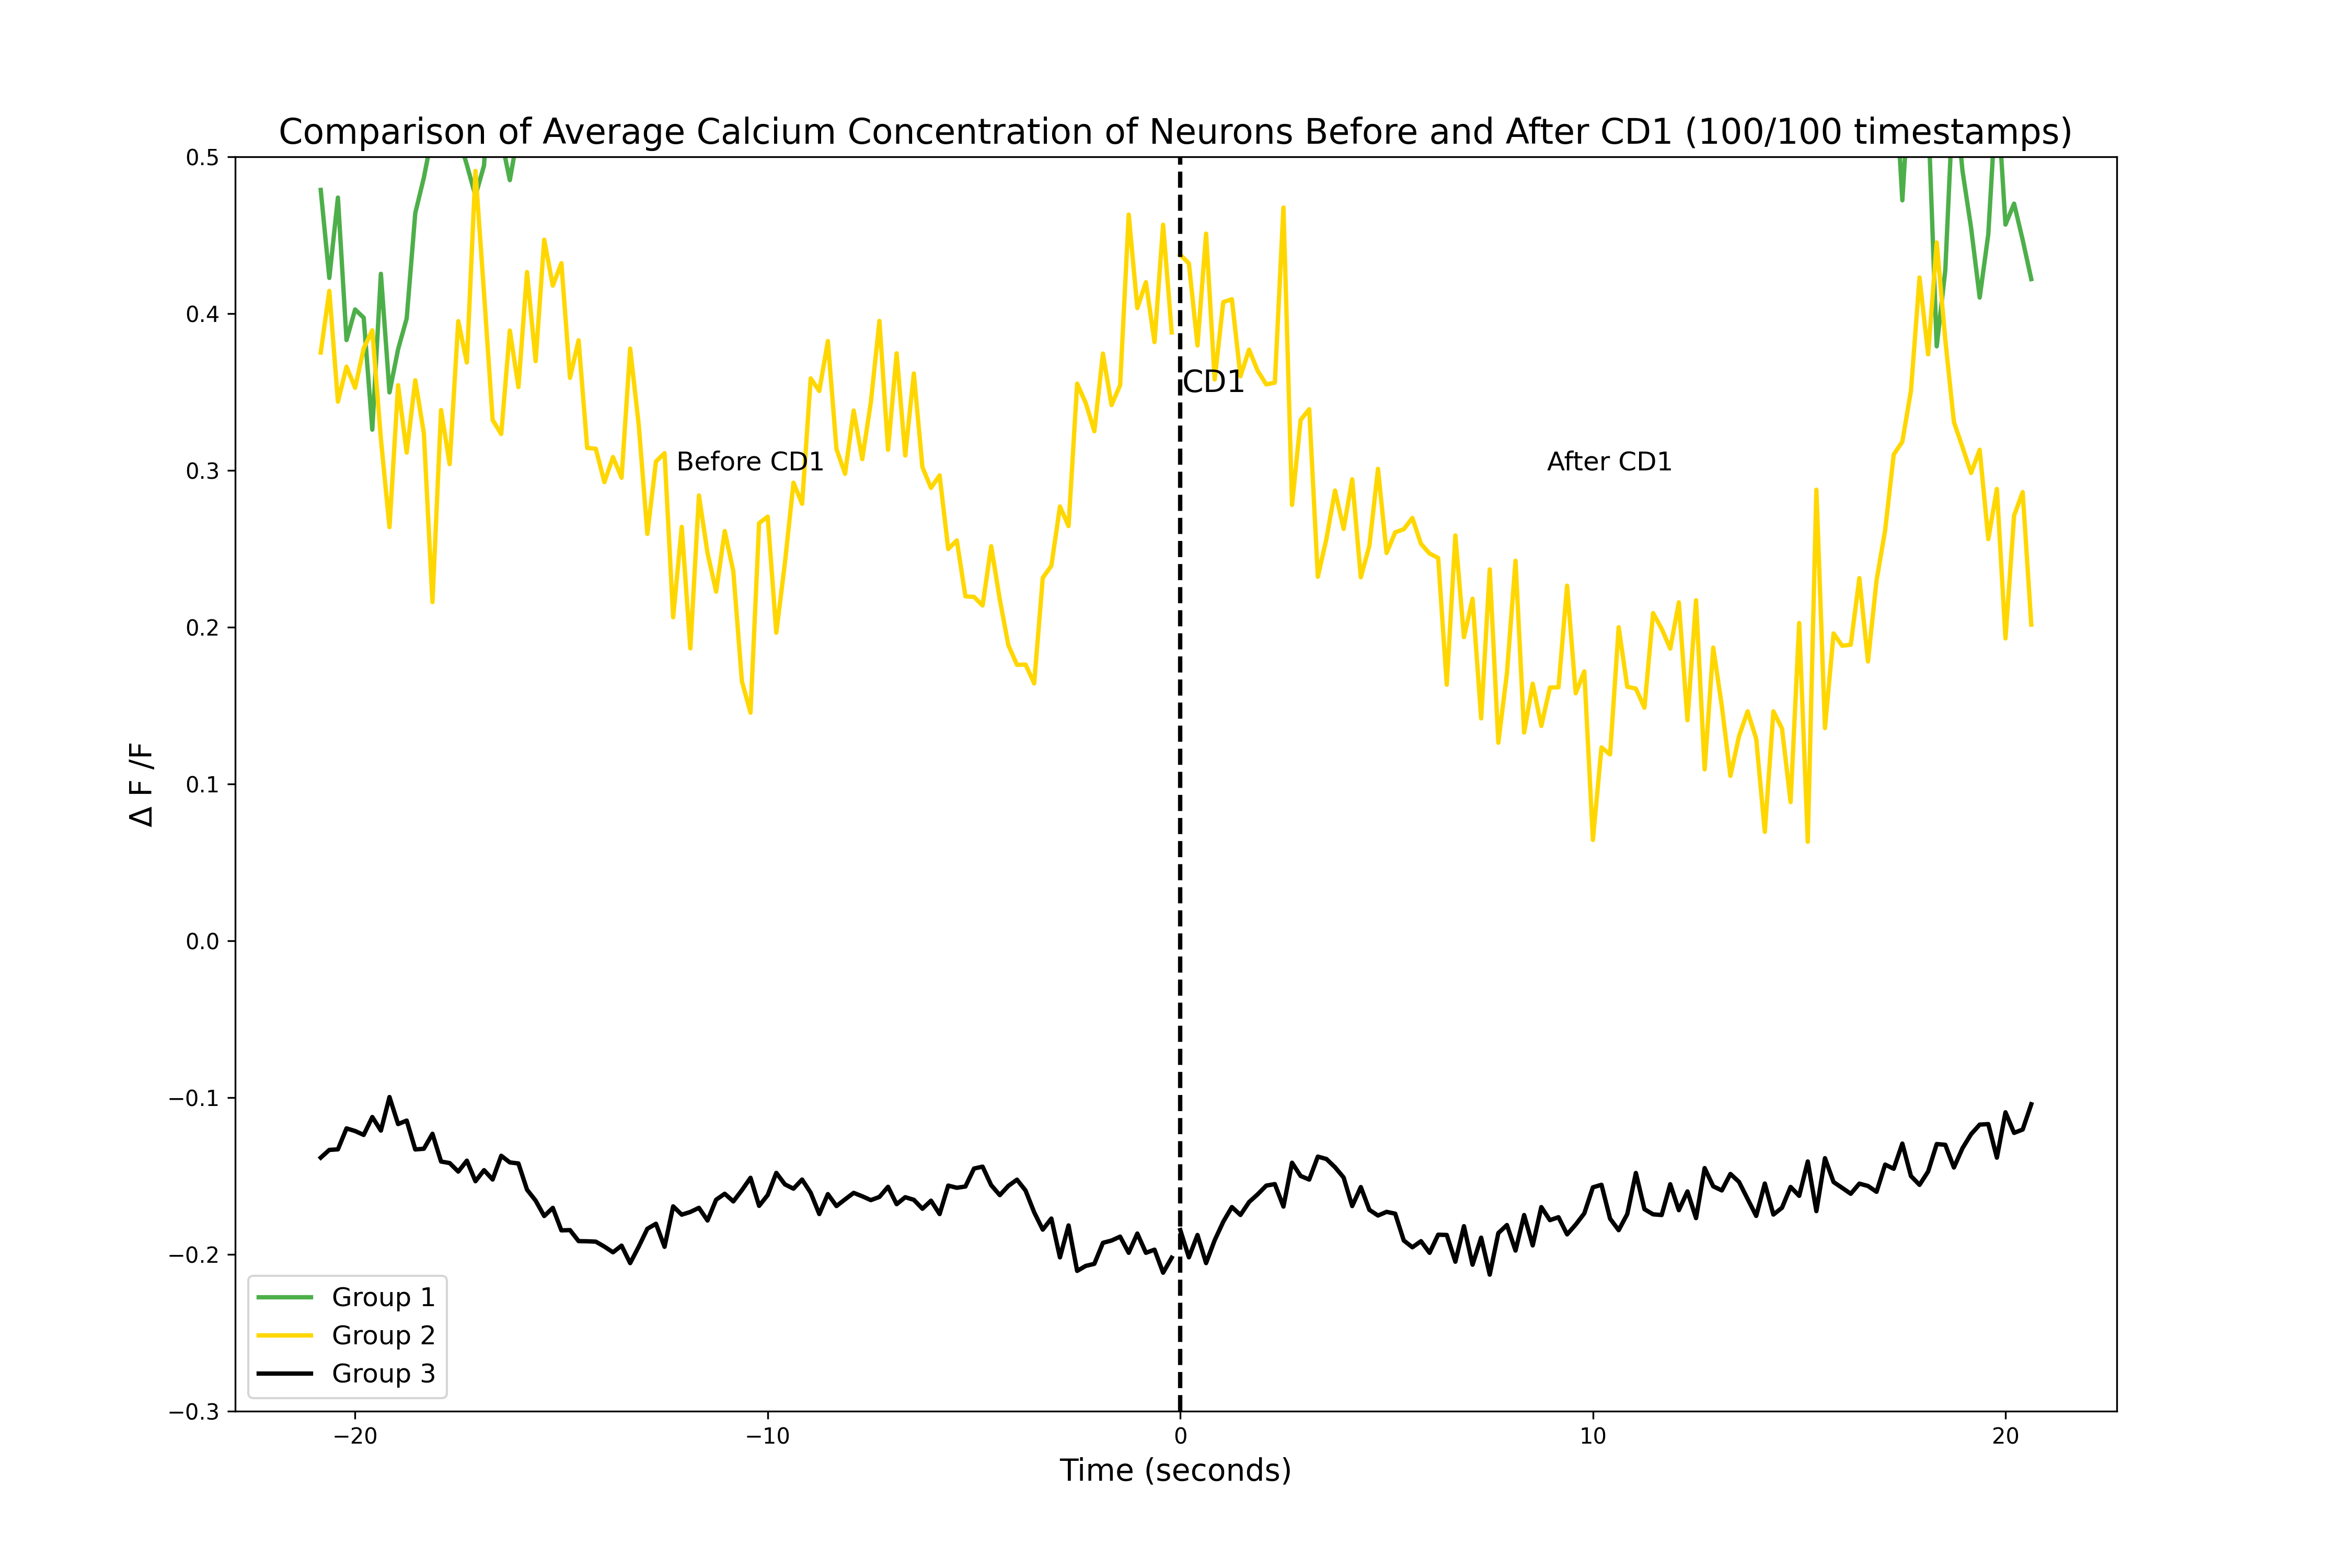 Comparison of Average Calcium Concentration of Neurons Before and After CD1 (100/100 timestamps)
0.5
0.4
CD1
Before CD1
After CD1
0.3
0.2
0.1
Δ F /F
0.0
−0.1
−0.2
Group 1
Group 2
Group 3
−0.3
−20
−10
0
10
20
Time (seconds)